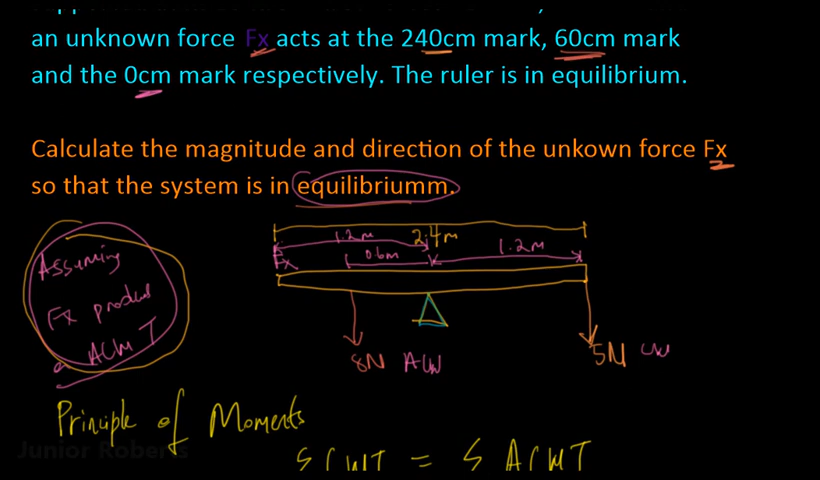 an unknown force Fx acts at the 240cm mark, 60cm mark
and the 0cm mark respectively. The ruler is in equilibrium.
Calculate the magnitude and direction of the unkown force Fx
so that the system is in equilibriumm.
1.2m 2.4m
Fx 0.6m 1.2m
Assuming
Fx
a ACM T
8N ACW
5N CW
Principle of Moments
Junior Roberts
= ACWT